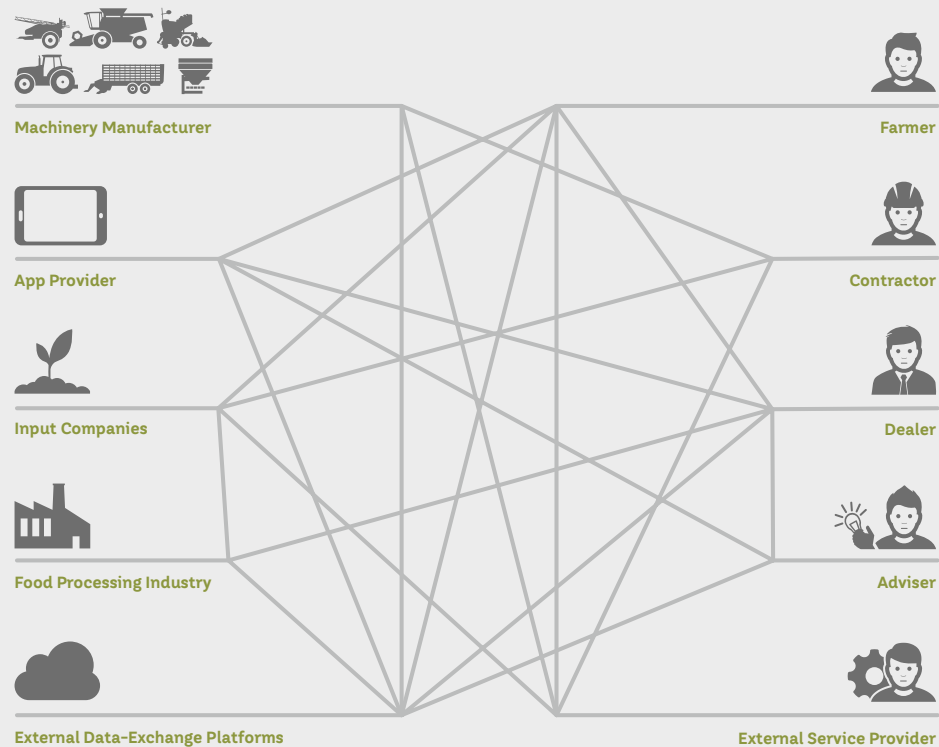 Machinery Manufacturer
Farmer
App Provider
Contractor
Input Companies
Dealer
Food Processing Industry
Adviser
External Data-Exchange Platforms
External Service Provider